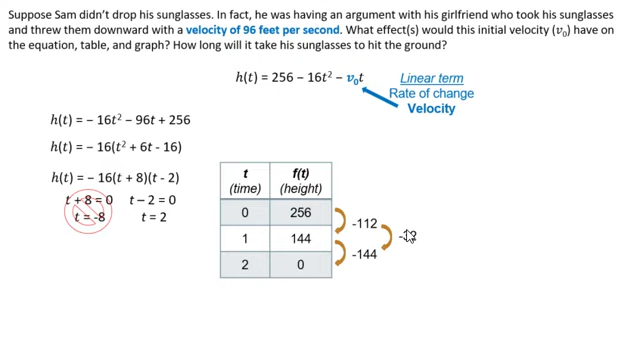 Suppose Sam didn't drop his sunglasses. In fact, he was having an argument with his girlfriend who took his sunglasses
and threw them downward with a velocity of 96 feet per second. What effect(s) would this initial velocity (v₀) have on
the equation, table, and graph? How long will it take his sunglasses to hit the ground?
h(t) = 256 – 16t² – v₀t
Linear term
Rate of change
Velocity
h(t) = – 16t² – 96t + 256
h(t) = – 16(t² + 6t - 16)
h(t) = – 16(t + 8)(t - 2)
t + 8 = 0 t – 2 = 0
t = -8 t = 2
t f(t)
(time) (height)
0 256
1 144
2 0
-112
-144